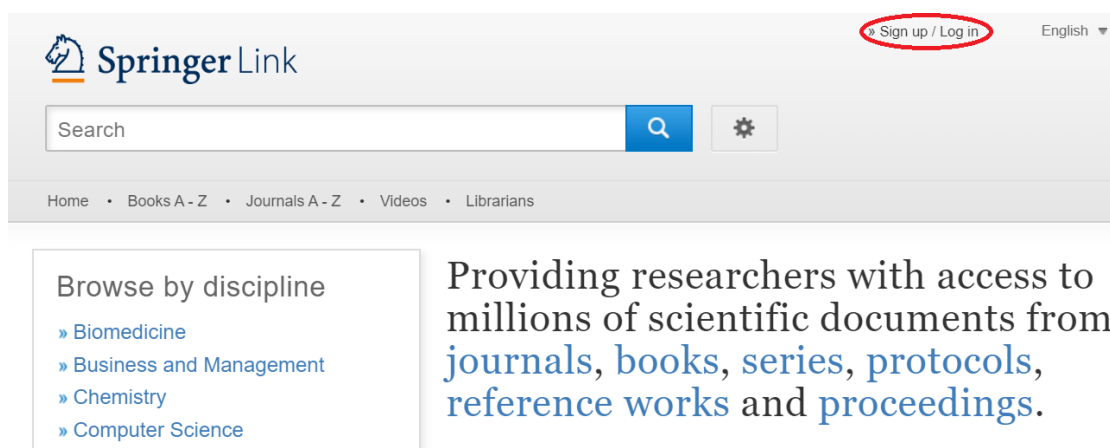 » Sign up / Log in English
Springer Link
Search
Home • Books A - Z • Journals A - Z • Videos • Librarians
Browse by discipline
» Biomedicine
» Business and Management
» Chemistry
» Computer Science
Providing researchers with access to
millions of scientific documents from
journals, books, series, protocols,
reference works and proceedings.